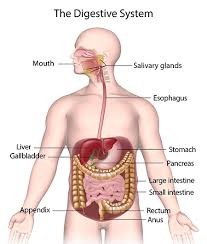 The Digestive System
Mouth
Salivary glands
Esophagus
Liver
Gallbladder
Stomach
Pancreas
Large intestine
Small intestine
Appendix
Rectum
Anus